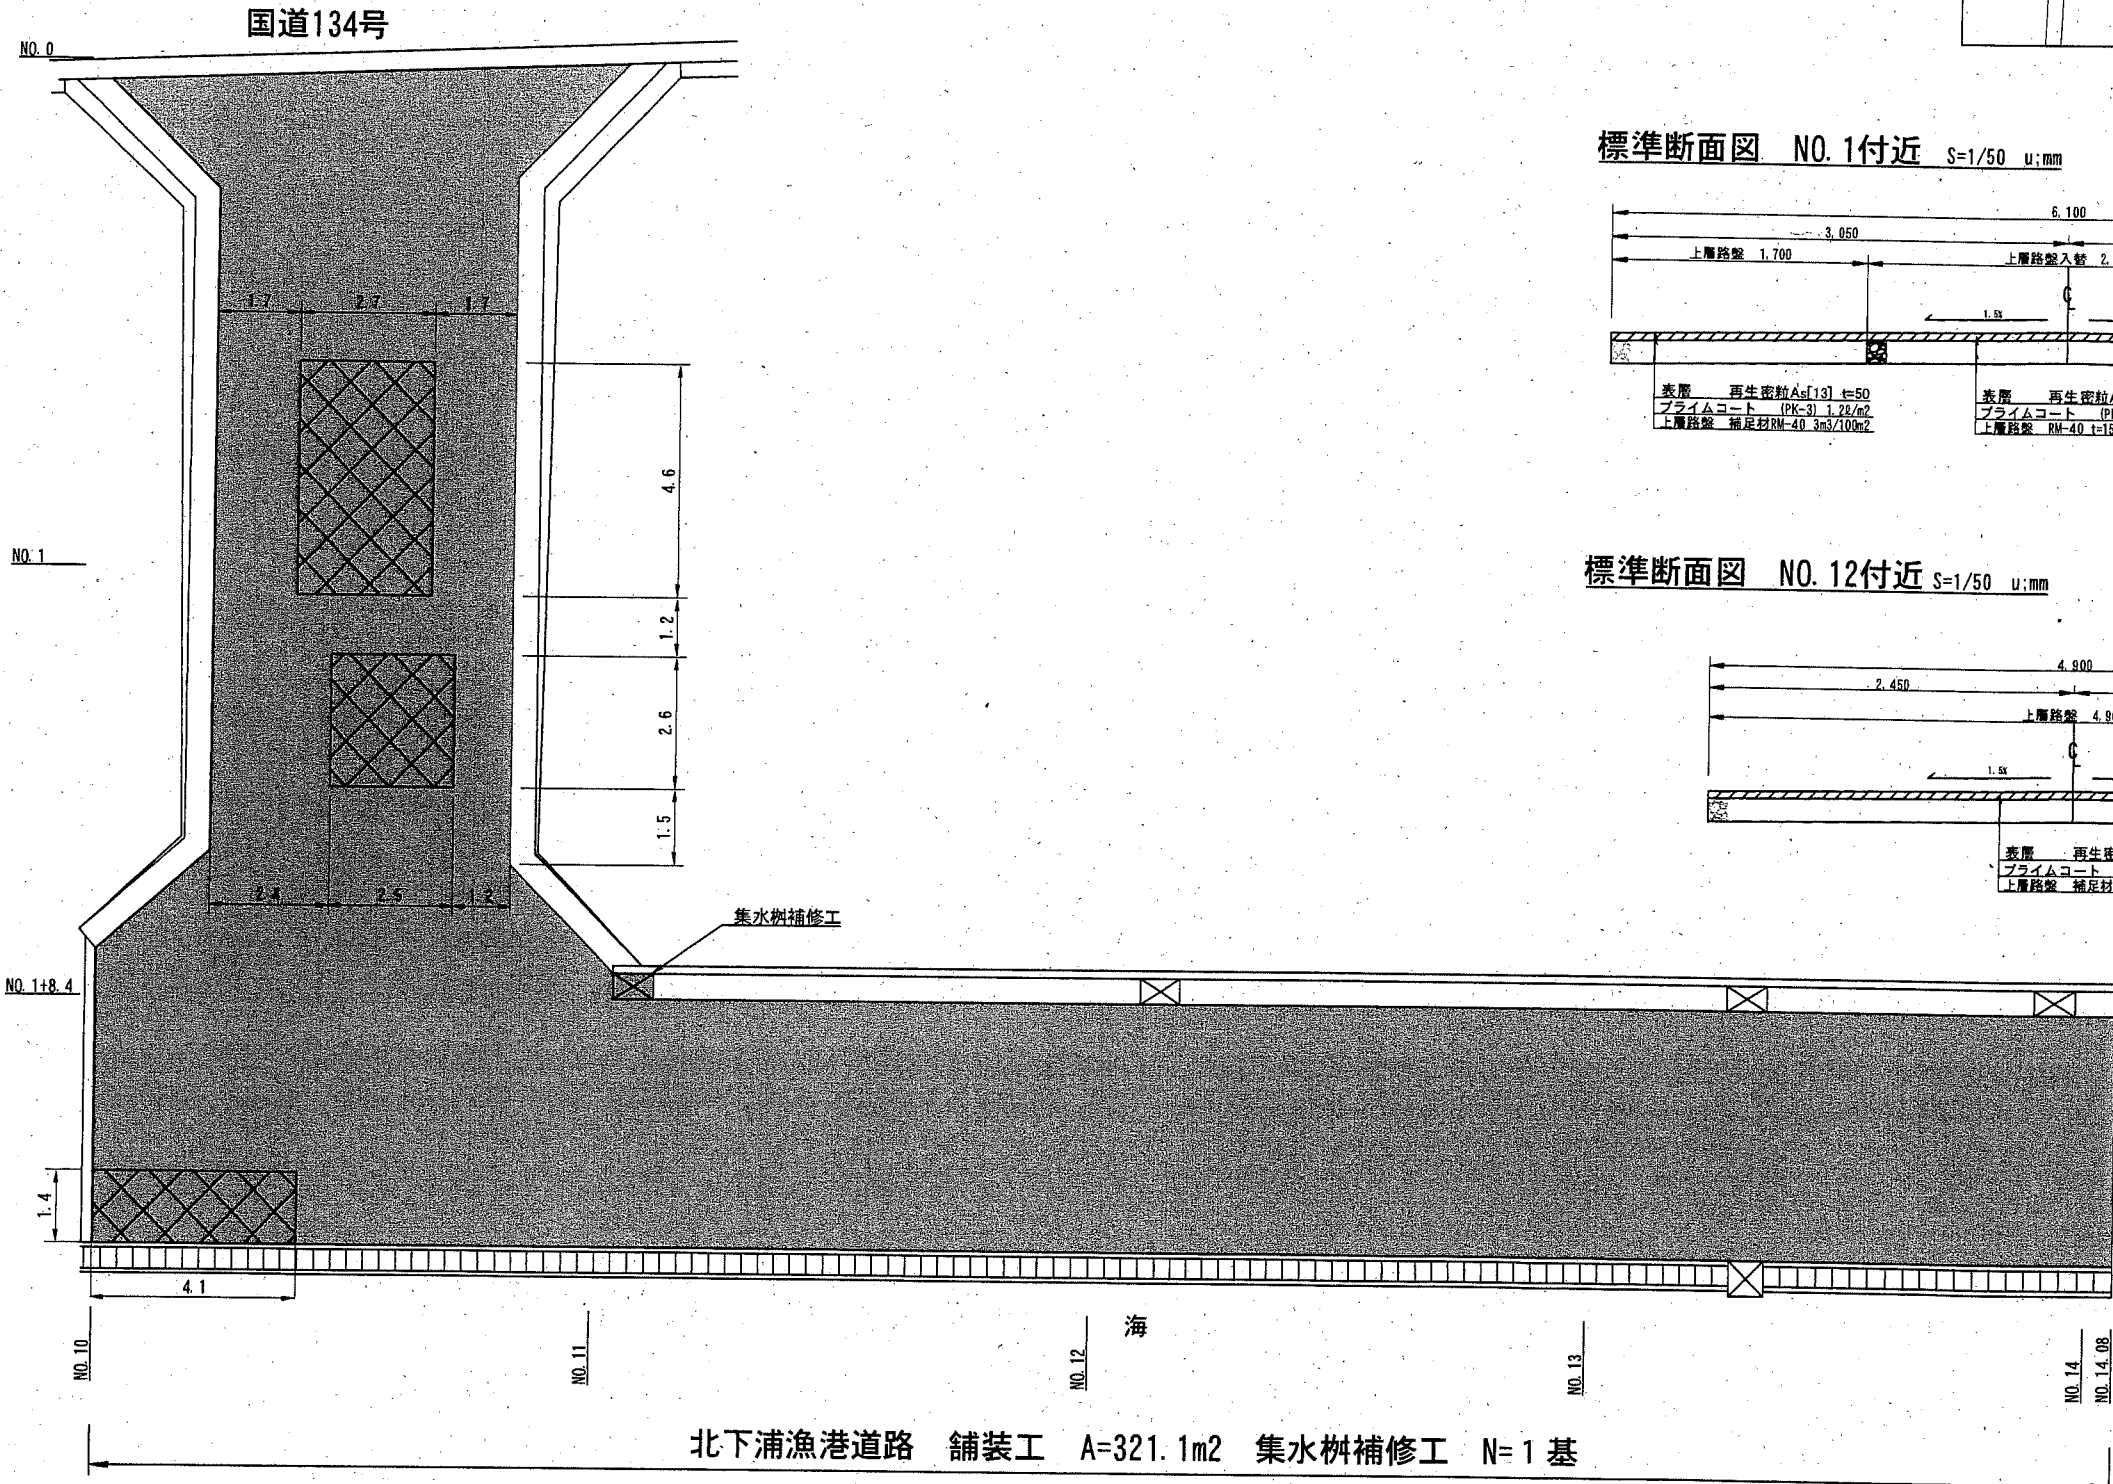 国道134号
NO. 0
標準断面図 NO. 1付近 S=1/50 u;mm
6,100
3,050
上層路盤 1,700
上層路盤入替 2.
1.5%
表層 再生密粒As[13] t=50
プライムコート (PK-3) 1.2ℓ/m2
上層路盤 補足材RM-40 3m3/100m2
表層 再生密粒
プライムコート
上層路盤 RM-40 t=15
1.7 2.7 1.7
4.6
NO. 1
1.2
2.6
1.5
2.4 2.5 1.2
標準断面図 NO. 12付近 S=1/50 u;mm
4,900
2,450
上層路盤 4,9
1.5%
表層 再生密
プライムコート
上層路盤 補足材
集水桝補修工
NO. 1+8.4
1.4
4.1
海
NO. 10
NO. 11
NO. 12
NO. 13
NO. 14
NO. 14.08
北下浦漁港道路 舗装工 A=321.1m2 集水桝補修工 N=1基